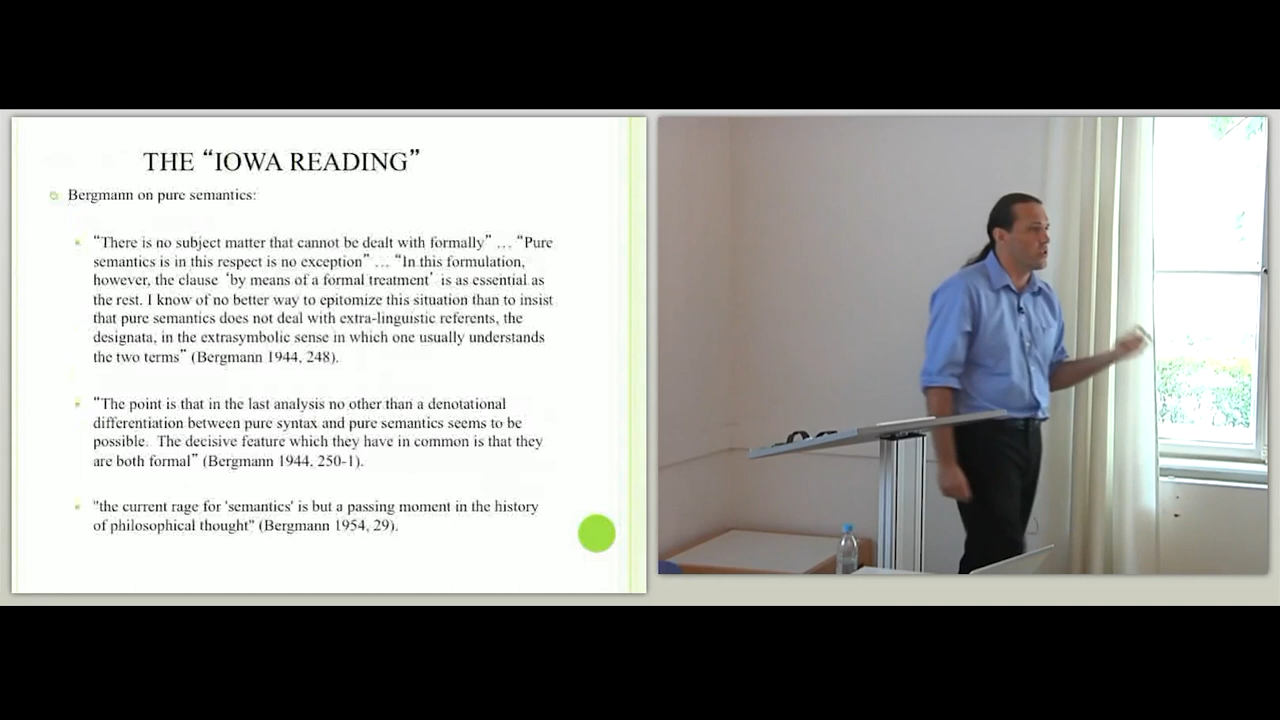 THE “IOWA READING”
Bergmann on pure semantics:
“There is no subject matter that cannot be dealt with formally” … “Pure
semantics is in this respect is no exception” … “In this formulation,
however, the clause ‘by means of a formal treatment’ is as essential as
the rest. I know of no better way to epitomize this situation than to insist
that pure semantics does not deal with extra-linguistic referents, the
designata, in the extrasymbolic sense in which one usually understands
the two terms” (Bergmann 1944, 248).
“The point is that in the last analysis no other than a denotational
differentiation between pure syntax and pure semantics seems to be
possible. The decisive feature which they have in common is that they
are both formal” (Bergmann 1944, 250-1).
"the current rage for 'semantics' is but a passing moment in the history
of philosophical thought" (Bergmann 1954, 29).